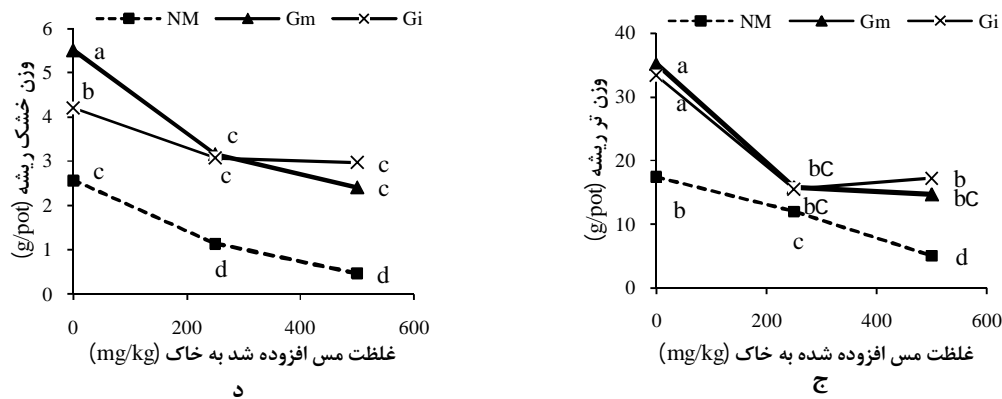 NM Gm Gi
6
5
4
3
2
1
0
وزن خشک ریشه (g/pot)
a
b
c
c
c
c
c
d
d
0 200 400 600
غلظت مس افزوده شد به خاک (mg/kg)
د
NM Gm Gi
40
30
20
10
0
وزن تر ریشه (g/pot)
a
a
b
bC
bC
c
b
bC
d
0 200 400 600
غلظت مس افزوده شده به خاک (mg/kg)
ج